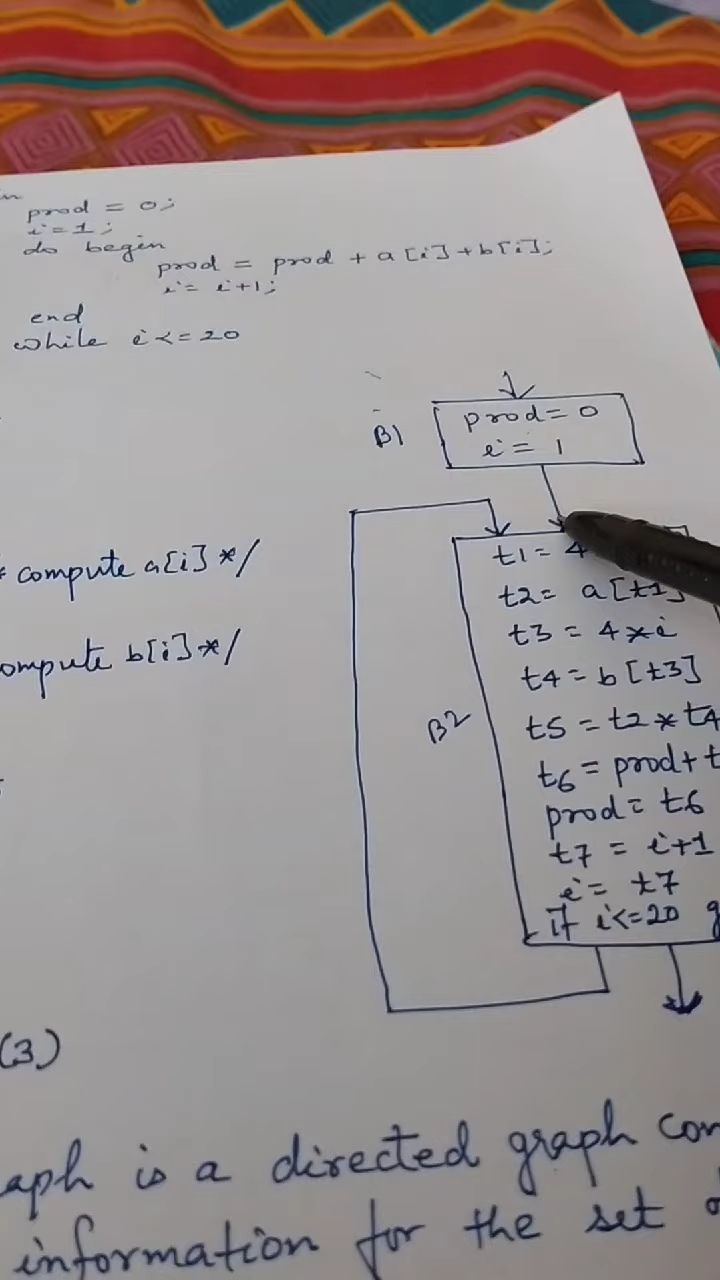 prod = 0;
i=1;
do begin
prod = prod + a[i]+b[i];
i= i+1;
end
while i<=20
B1
prod= 0
i= 1
t1= 4
compute a[i] */
t2= a[t1]
t3 = 4*i
compute b[i]*/
t4= b[t3]
B2
t5 = t2 * t4
t6 = prod+ t
prod= t6
t7 = i+1
i= t7
if i<=20 g
(3)
aph is a directed graph con
information for the set o